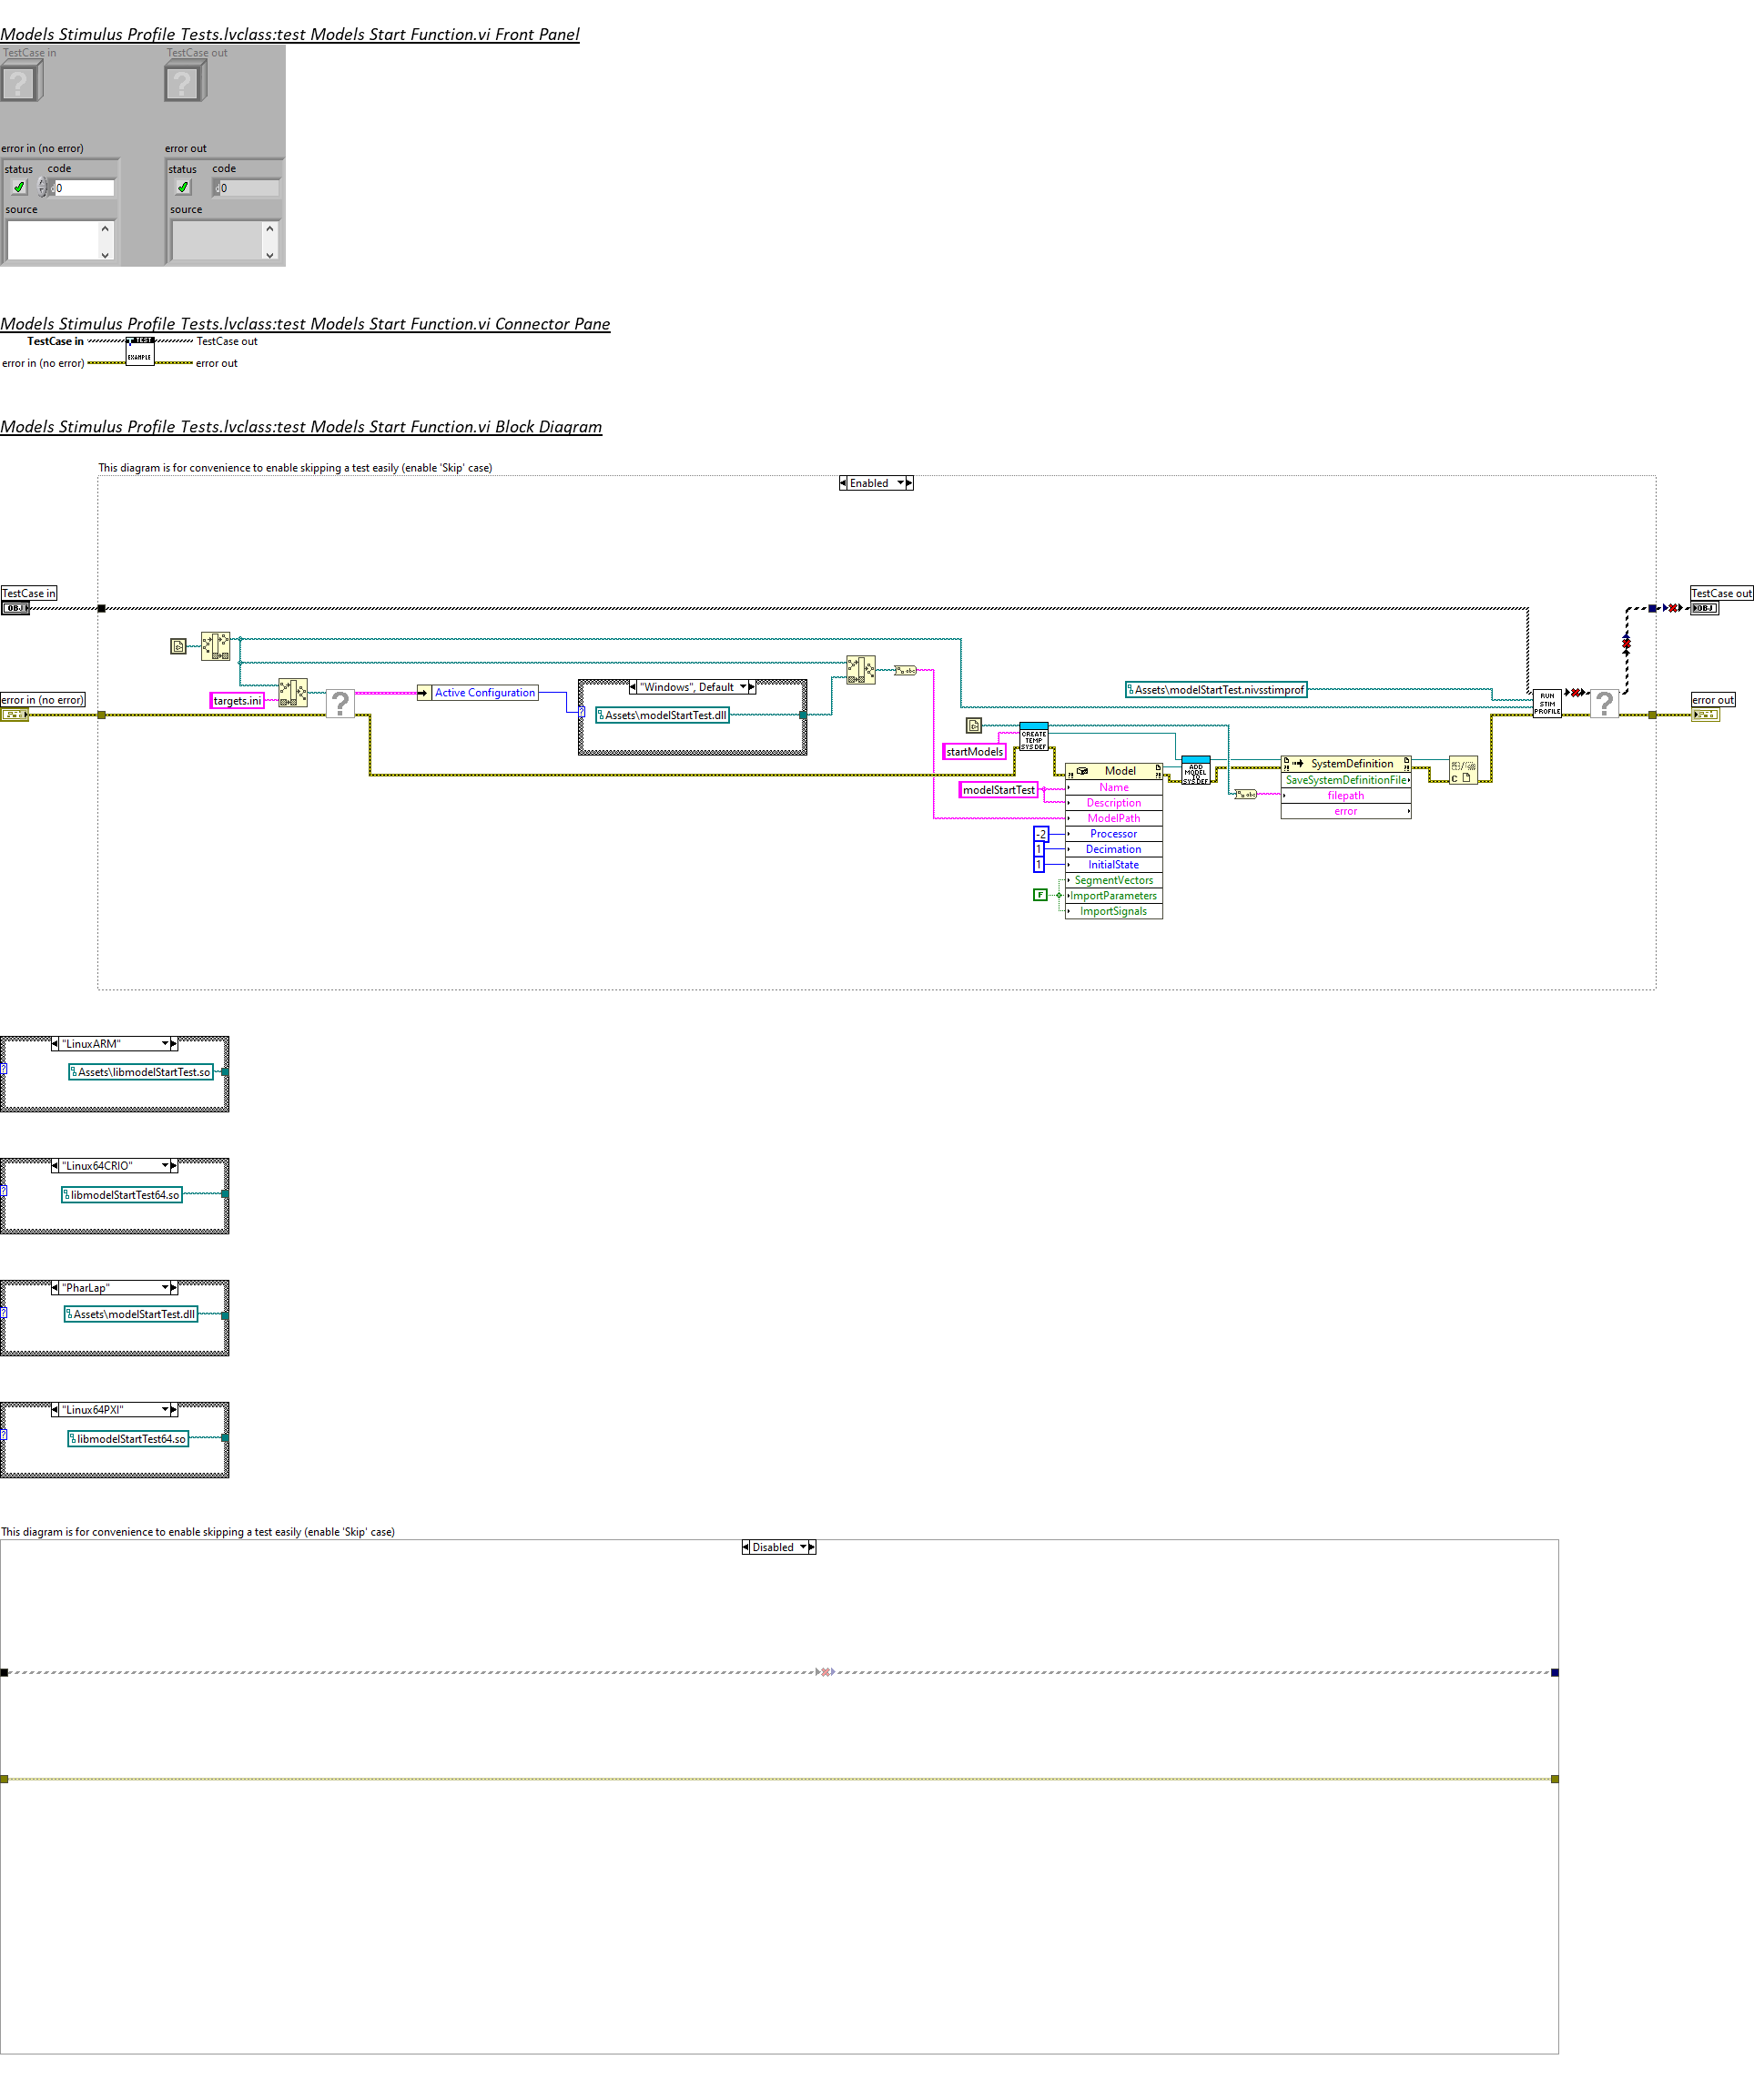 Models Stimulus Profile Tests.lvclass:test Models Start Function.vi Front Panel
TestCase in
TestCase out
?
?
error in (no error)
error out
status
code
status
code
0
0
source
source
Models Stimulus Profile Tests.lvclass:test Models Start Function.vi Connector Pane
TestCase in
TEST
EXAMPLE
TestCase out
error in (no error)
error out
Models Stimulus Profile Tests.lvclass:test Models Start Function.vi Block Diagram
This diagram is for convenience to enable skipping a test easily (enable 'Skip' case)
Enabled
TestCase in
OBJ
TestCase out
OBJ
error in (no error)
targets.ini
?
Active Configuration
"Windows", Default
Assets\modelStartTest.dll
abc
Assets\modelStartTest.nivsstimprof
RUN
STIM
PROFILE
?
error out
startModels
CREATE
TEMP
SYS DEF
ADD
MODEL
TO
SYS DEF
SystemDefinition
SaveSystemDefinitionFile
filepath
error
abc
Model
modelStartTest
Name
Description
ModelPath
-2
Processor
1
Decimation
1
InitialState
SegmentVectors
F
ImportParameters
ImportSignals
"LinuxARM"
Assets\libmodelStartTest.so
"Linux64CRIO"
libmodelStartTest64.so
"PharLap"
Assets\modelStartTest.dll
"Linux64PXI"
libmodelStartTest64.so
This diagram is for convenience to enable skipping a test easily (enable 'Skip' case)
Disabled